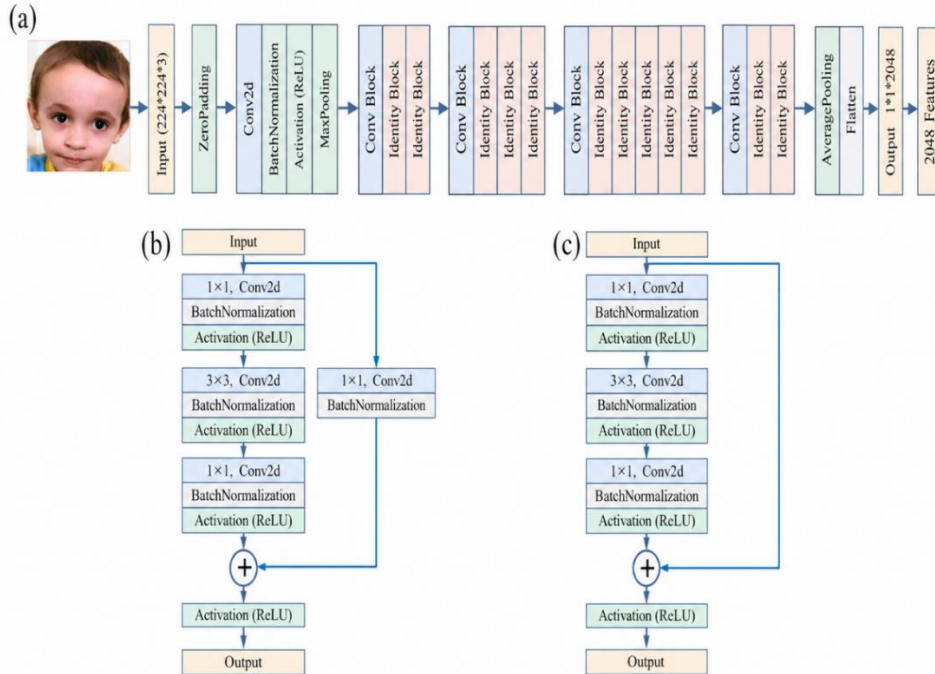 (a)
Input (224*224*3)
ZeroPadding
Conv2d
BatchNormalization
Activation (ReLU)
MaxPooling
Conv Block
Identity Block
Identity Block
Conv Block
Identity Block
Identity Block
Identity Block
Conv Block
Identity Block
Identity Block
Identity Block
Identity Block
Identity Block
Conv Block
Identity Block
Identity Block
AveragePooling
Flatten
Output 1*1*2048
2048 Features
(b)
Input
1×1, Conv2d
BatchNormalization
Activation (ReLU)
3×3, Conv2d
BatchNormalization
Activation (ReLU)
1×1, Conv2d
BatchNormalization
1×1, Conv2d
BatchNormalization
Activation (ReLU)
+
Activation (ReLU)
Output
(c)
Input
1×1, Conv2d
BatchNormalization
Activation (ReLU)
3×3, Conv2d
BatchNormalization
Activation (ReLU)
1×1, Conv2d
BatchNormalization
Activation (ReLU)
+
Activation (ReLU)
Output